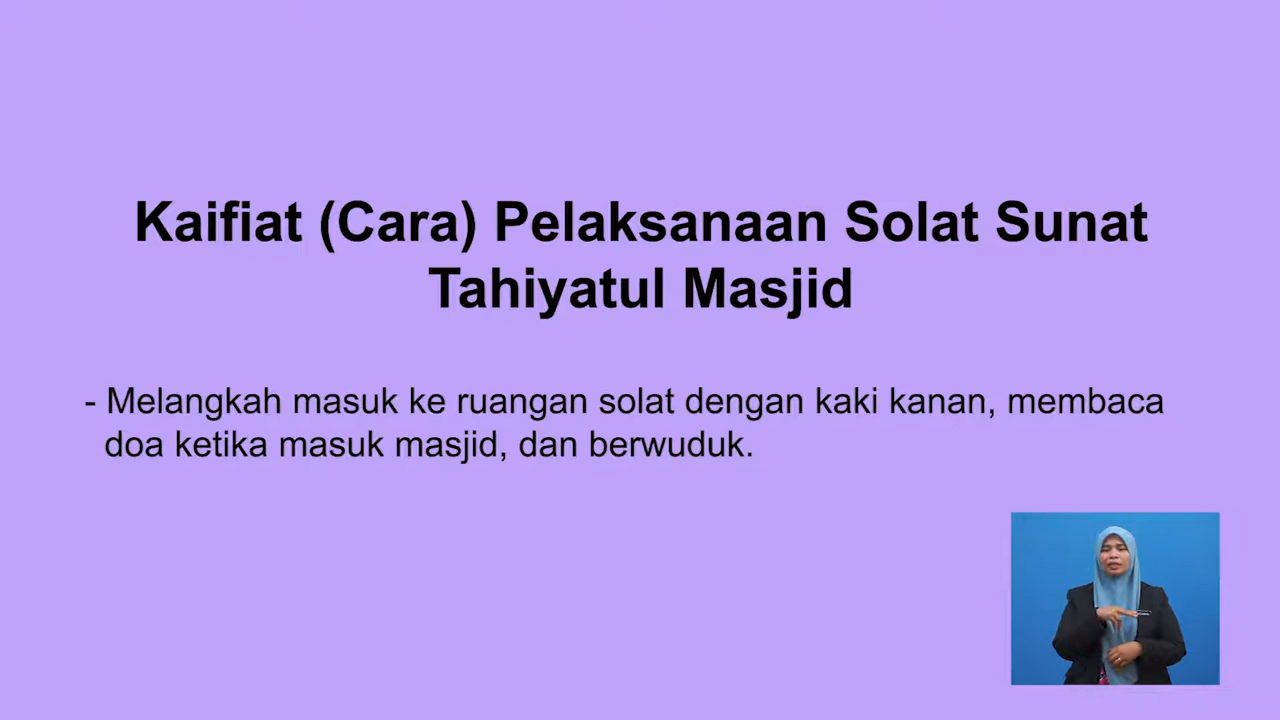 Kaifiat (Cara) Pelaksanaan Solat Sunat
Tahiyatul Masjid
- Melangkah masuk ke ruangan solat dengan kaki kanan, membaca
doa ketika masuk masjid, dan berwuduk.